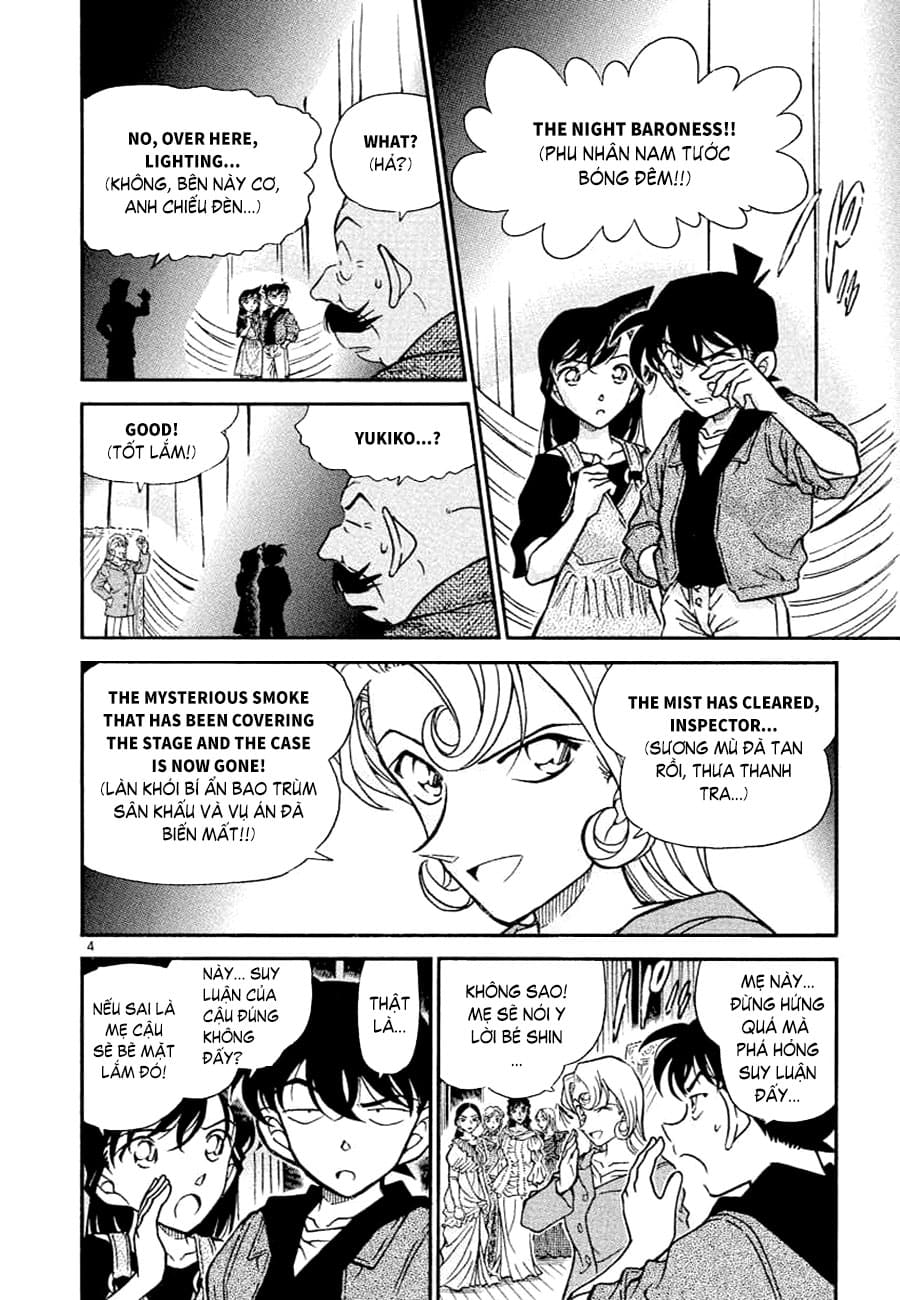 THE NIGHT BARONESS!!
(PHU NHÂN NAM TƯỚC
BÓNG ĐÊM!!)
WHAT?
(HẢ?)
NO, OVER HERE,
LIGHTING...
(KHÔNG, BÊN NÀY CƠ,
ANH CHIẾU ĐÈN...)
YUKIKO...?
GOOD!
(TỐT LẮM!)
THE MIST HAS CLEARED,
INSPECTOR...
(SƯƠNG MÙ ĐÃ TAN
RỒI, THƯA THANH
TRA...)
THE MYSTERIOUS SMOKE
THAT HAS BEEN COVERING
THE STAGE AND THE CASE
IS NOW GONE!
(LÀN KHÓI BÍ ẨN BAO TRÙM
SÂN KHẤU VÀ VỤ ÁN ĐÃ
BIẾN MẤT!!)
4
MẸ NÀY...
ĐỪNG HỨNG
QUÁ MÀ
PHÁ HỎNG
SUY LUẬN
ĐẤY...
KHÔNG SAO!
MẸ SẼ NÓI Y
LỜI BÉ SHIN
...
THẬT
LÀ...
NÀY... SUY
LUẬN CỦA
CẬU ĐÚNG
KHÔNG
ĐẤY?
NẾU SAI LÀ
MẸ CẬU
SẼ BẼ MẶT
LẮM ĐÓ!